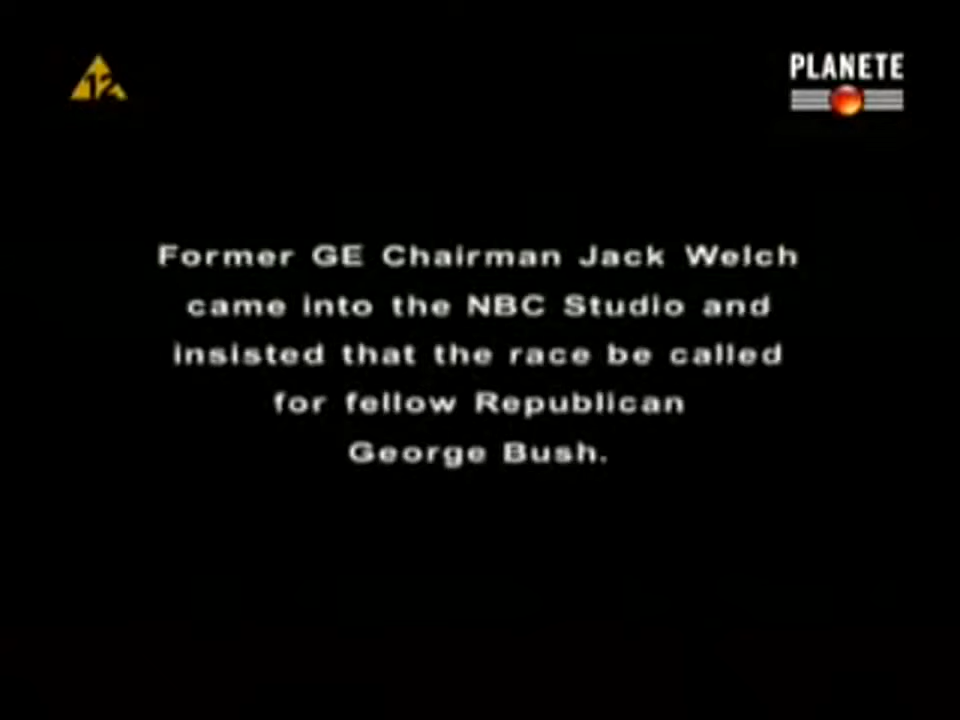 12
PLANETE
Former GE Chairman Jack Welch
came into the NBC Studio and
insisted that the race be called
for fellow Republican
George Bush.